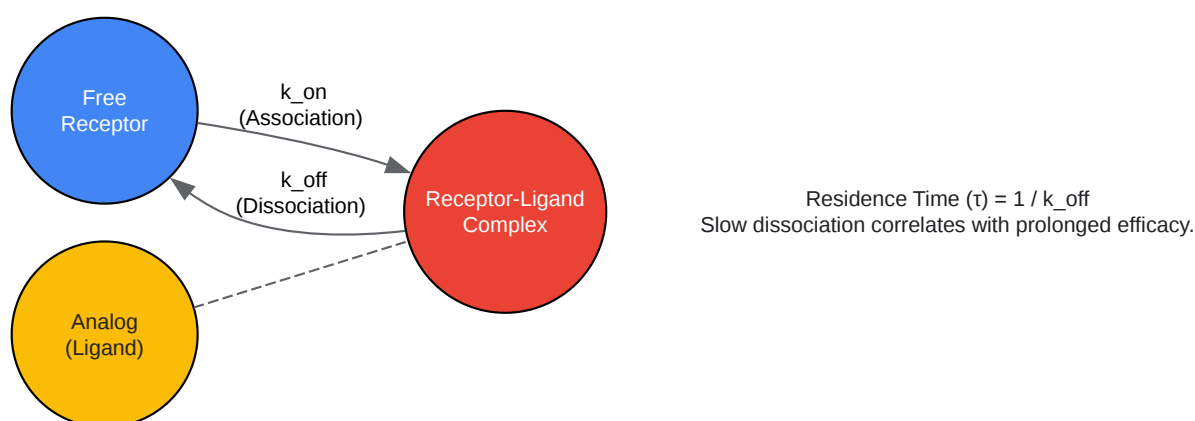 Free
Receptor
k_on
(Association)
k_off
(Dissociation)
Receptor-Ligand
Complex
Analog
(Ligand)
Residence Time (τ) = 1 / k_off
Slow dissociation correlates with prolonged efficacy.